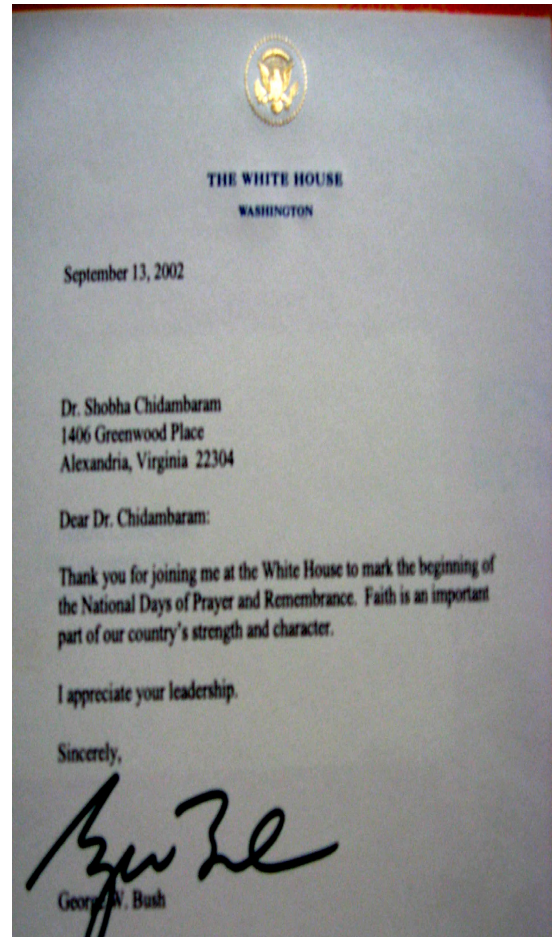 THE WHITE HOUSE
WASHINGTON
September 13, 2002
Dr. Shobha Chidambaram
1406 Greenwood Place
Alexandria, Virginia 22304
Dear Dr. Chidambaram:
Thank you for joining me at the White House to mark the beginning of
the National Days of Prayer and Remembrance. Faith is an important
part of our country's strength and character.
I appreciate your leadership.
Sincerely,
George W. Bush